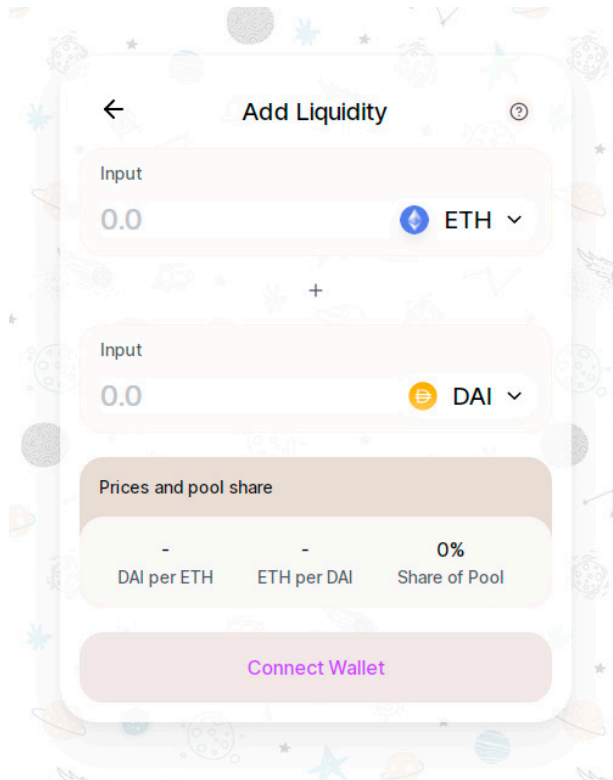 Add Liquidity
Input
0.0 ETH
+
Input
0.0 DAI
Prices and pool share
- - 0%
DAI per ETH ETH per DAI Share of Pool
Connect Wallet